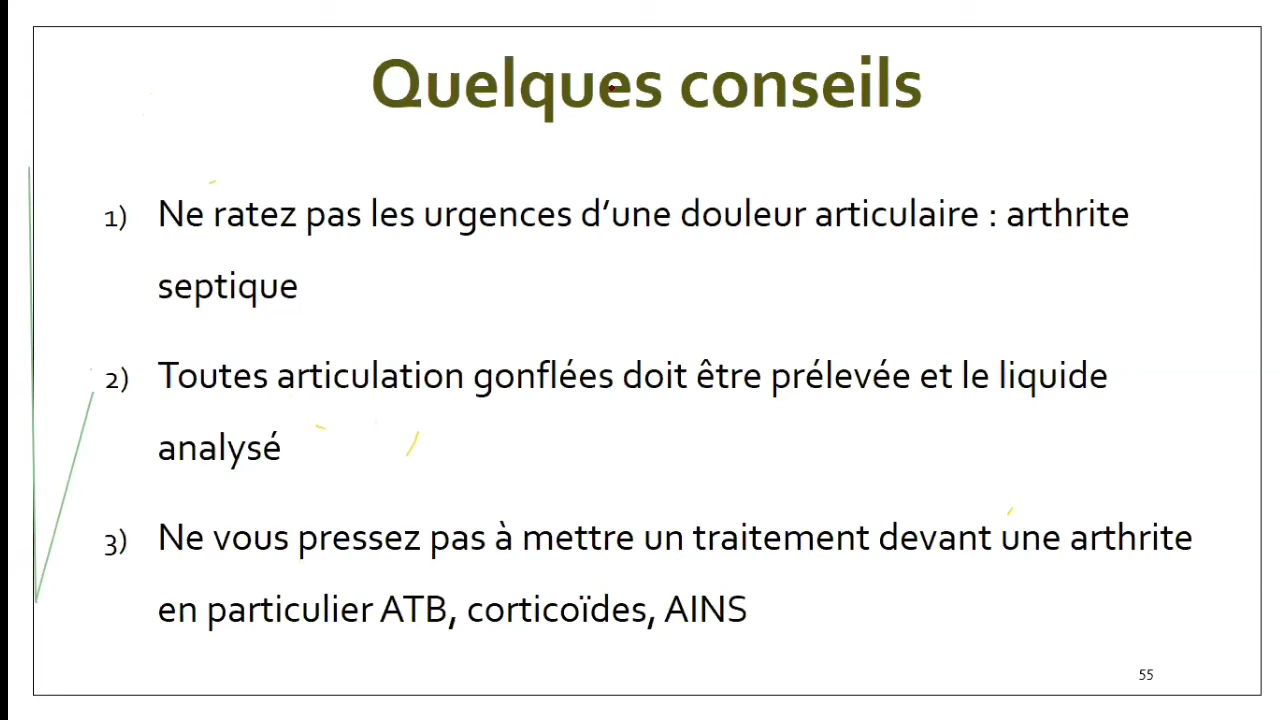 Quelques conseils
1) Ne ratez pas les urgences d’une douleur articulaire : arthrite
septique
2) Toutes articulation gonflées doit être prélevée et le liquide
analysé
3) Ne vous pressez pas à mettre un traitement devant une arthrite
en particulier ATB, corticoïdes, AINS
55